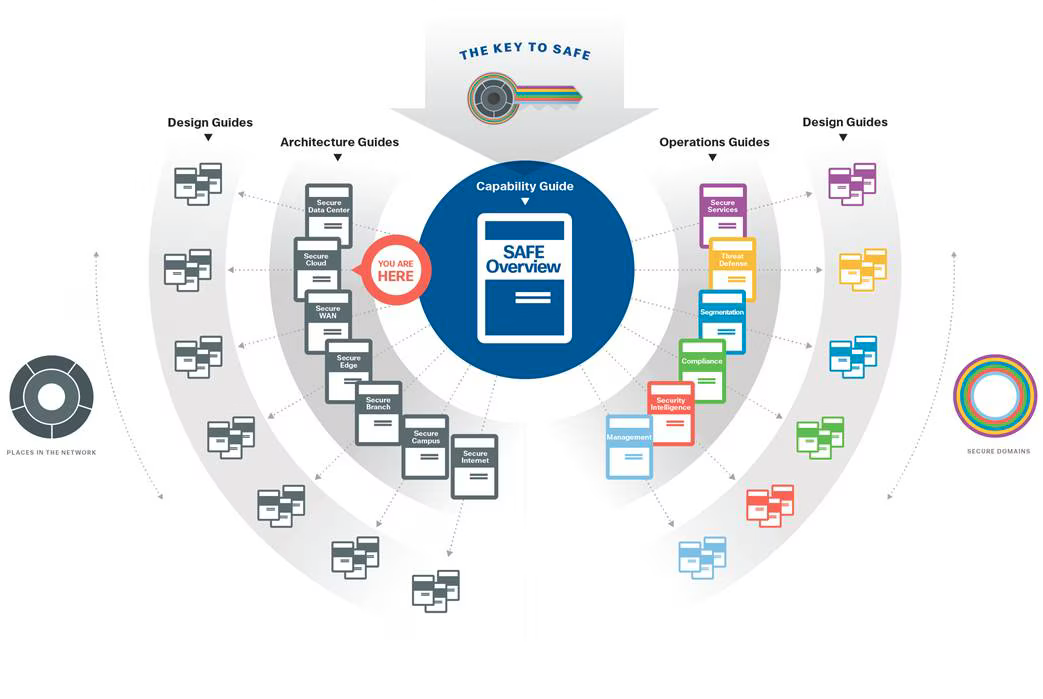 THE KEY TO SAFE
Design Guides
Architecture Guides
Capability Guide
SAFE
Overview
Operations Guides
Design Guides
Secure
Data Center
Secure
Cloud
YOU ARE
HERE
Secure
WAN
Secure
Edge
Secure
Branch
Secure
Campus
Secure
Internet
Secure
Services
Threat
Defense
Segmentation
Compliance
Security
Intelligence
Management
PLACES IN THE NETWORK
SECURE DOMAINS